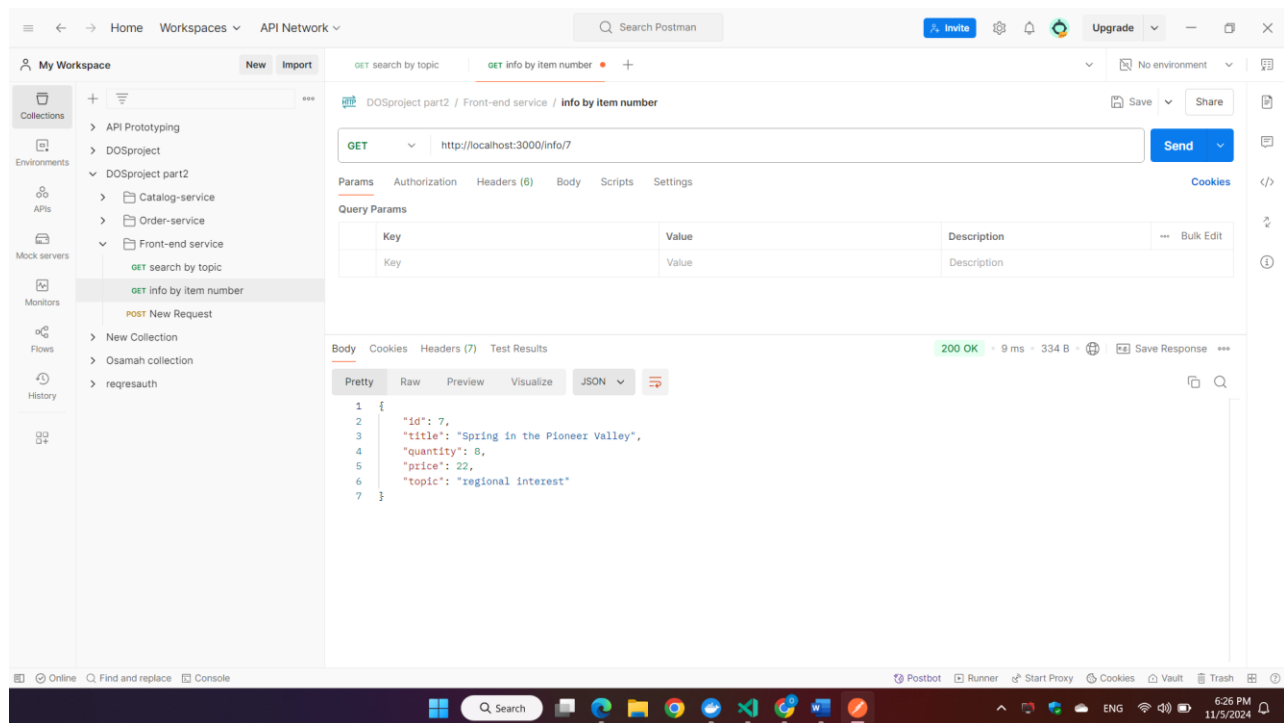 Home Workspaces API Network Search Postman Invite Upgrade
My Workspace New Import GET search by topic GET info by item number No environment
Collections
Environments
APIs
Mock servers
Monitors
Flows
History
API Prototyping
DOSproject
DOSproject part2
Catalog-service
Order-service
Front-end service
GET search by topic
GET info by item number
POST New Request
New Collection
Osamah collection
reqresauth
HTTP DOSproject part2 / Front-end service / info by item number Save Share
GET http://localhost:3000/info/7 Send
Params Authorization Headers (6) Body Scripts Settings Cookies
Query Params
Key Value Description Bulk Edit
Key Value Description
Body Cookies Headers (7) Test Results 200 OK 9 ms 334 B e.g. Save Response
Pretty Raw Preview Visualize JSON
1 {
2 "id": 7,
3 "title": "Spring in the Pioneer Valley",
4 "quantity": 8,
5 "price": 22,
6 "topic": "regional interest"
7 }
Online Find and replace Console Postbot Runner Start Proxy Cookies Vault Trash
Search ENG 6:26 PM
11/5/2024